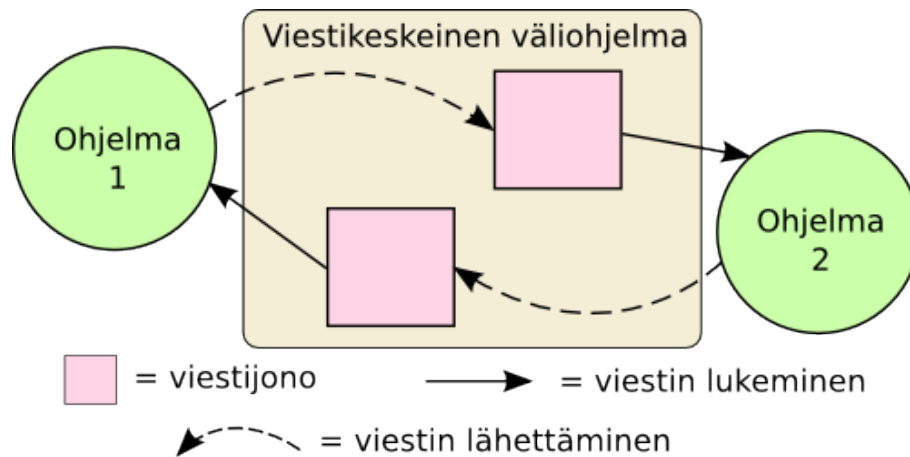 Viestikeskeinen väliohjelma
Ohjelma
1
Ohjelma
2
= viestijono
= viestin lukeminen
= viestin lähettäminen